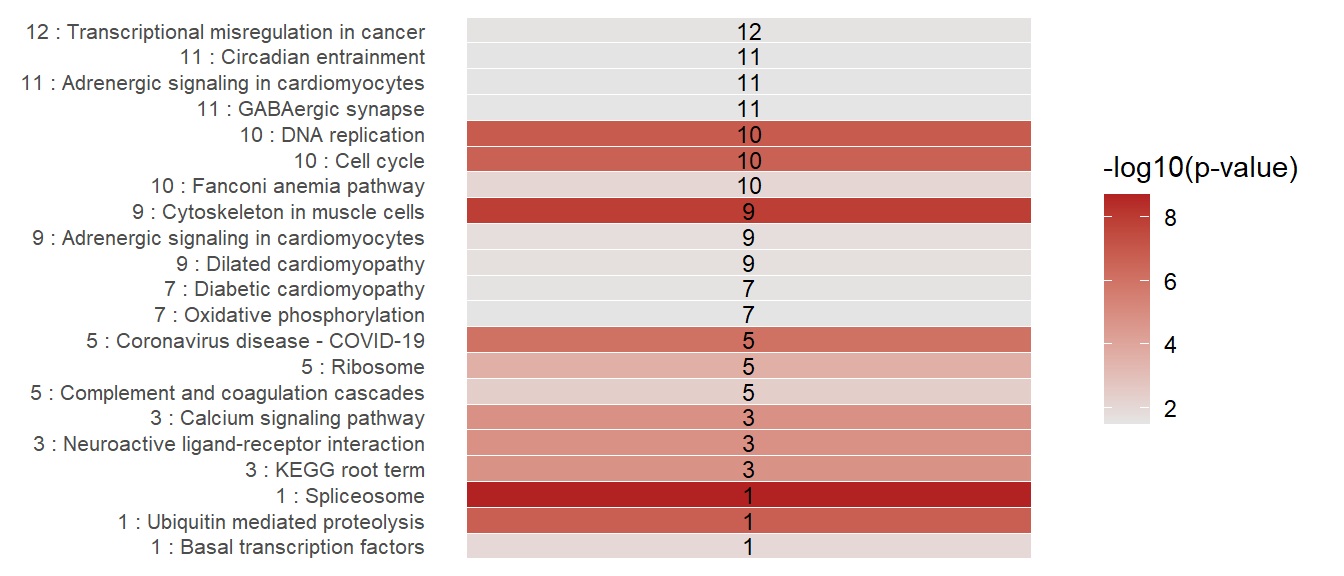 12 : Transcriptional misregulation in cancer 12
11 : Circadian entrainment 11
11 : Adrenergic signaling in cardiomyocytes 11
11 : GABAergic synapse 11
10 : DNA replication 10
10 : Cell cycle 10
10 : Fanconi anemia pathway 10
9 : Cytoskeleton in muscle cells 9
9 : Adrenergic signaling in cardiomyocytes 9
9 : Dilated cardiomyopathy 9
7 : Diabetic cardiomyopathy 7
7 : Oxidative phosphorylation 7
5 : Coronavirus disease - COVID-19 5
5 : Ribosome 5
5 : Complement and coagulation cascades 5
3 : Calcium signaling pathway 3
3 : Neuroactive ligand-receptor interaction 3
3 : KEGG root term 3
1 : Spliceosome 1
1 : Ubiquitin mediated proteolysis 1
1 : Basal transcription factors 1
-log10(p-value)
8
6
4
2